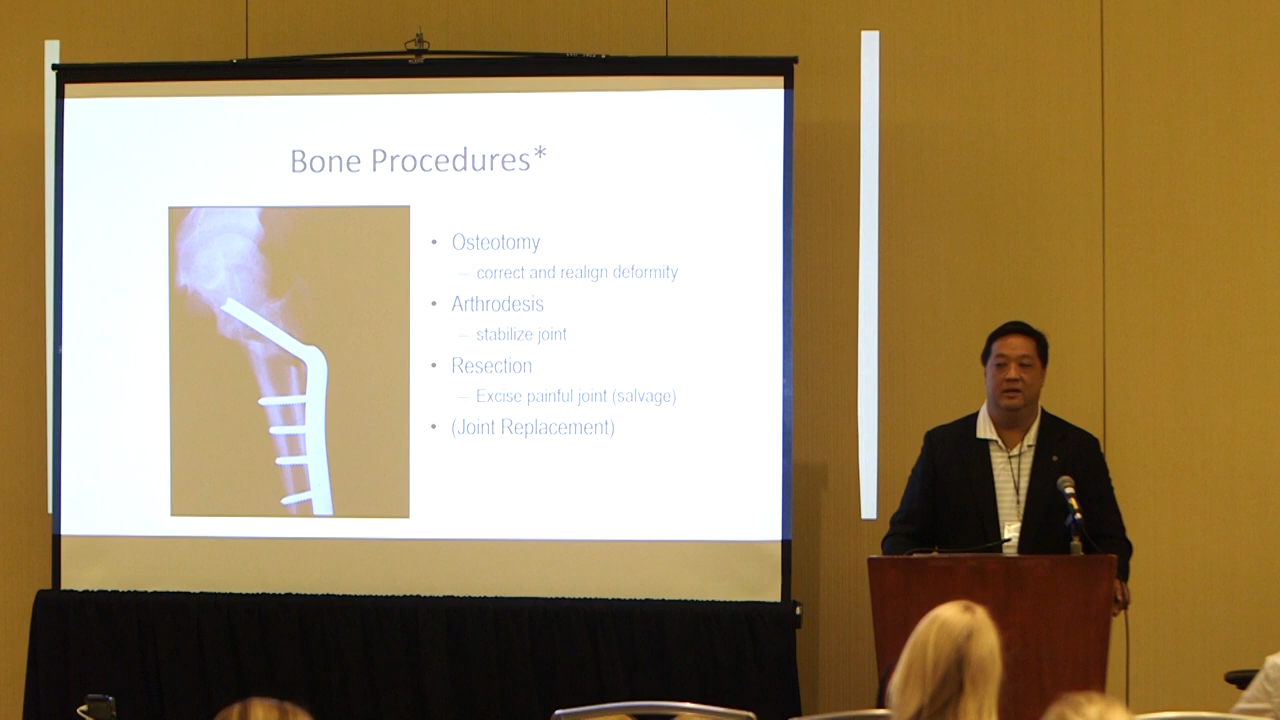 Bone Procedures*
• Osteotomy
– correct and realign deformity
• Arthrodesis
– stabilize joint
• Resection
– Excise painful joint (salvage)
• (Joint Replacement)